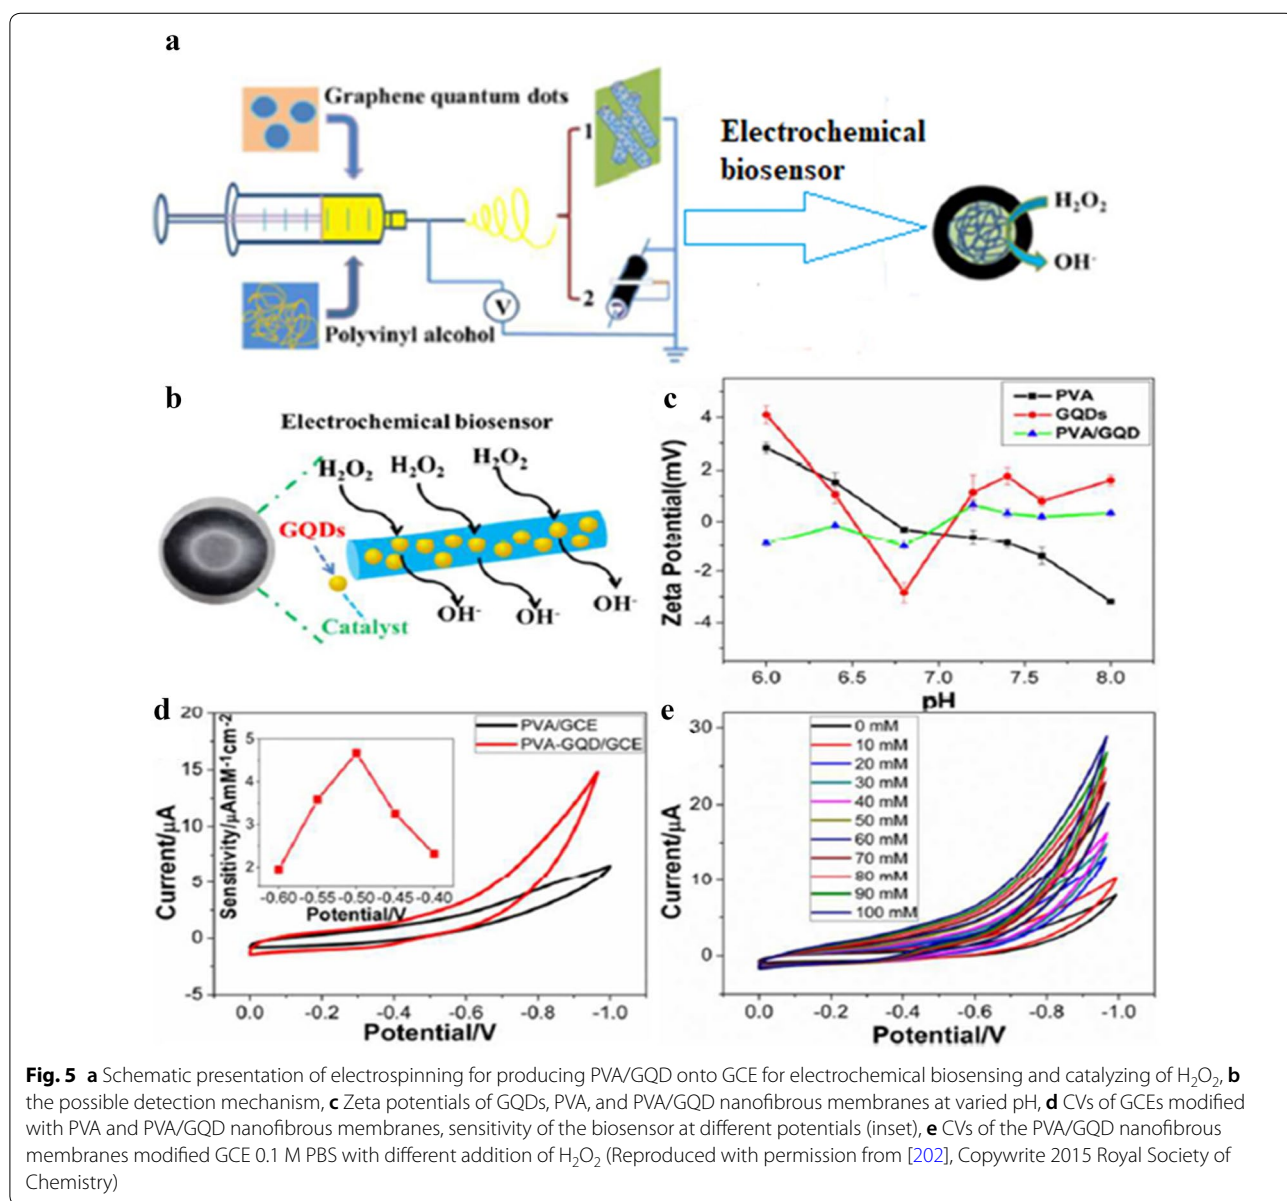 a
Graphene quantum dots
Polyvinyl alcohol
V
1
2
Electrochemical
biosensor
H₂O₂
OH-
b
Electrochemical biosensor
H₂O₂ H₂O₂ H₂O₂
GQDs
Catalyst
OH- OH- OH-
c
Zeta Potential(mV)
4
2
0
-2
-4
6.0 6.5 7.0 7.5 8.0
pH
PVA
GQDs
PVA/GQD
d
Current/μA
20
15
10
5
0
-5
0.0 -0.2 -0.4 -0.6 -0.8 -1.0
Potential/V
PVA/GCE
PVA-GQD/GCE
Sensitivity/μAmM-1cm-2
5
4
3
2
-0.60 -0.55 -0.50 -0.45 -0.40
Potential/V
e
Current/μA
30
20
10
0
0.0 -0.2 -0.4 -0.6 -0.8 -1.0
Potential/V
0 mM
10 mM
20 mM
30 mM
40 mM
50 mM
60 mM
70 mM
80 mM
90 mM
100 mM
Fig. 5 a Schematic presentation of electrospinning for producing PVA/GQD onto GCE for electrochemical biosensing and catalyzing of H₂O₂, b
the possible detection mechanism, c Zeta potentials of GQDs, PVA, and PVA/GQD nanofibrous membranes at varied pH, d CVs of GCEs modified
with PVA and PVA/GQD nanofibrous membranes, sensitivity of the biosensor at different potentials (inset), e CVs of the PVA/GQD nanofibrous
membranes modified GCE 0.1 M PBS with different addition of H₂O₂ (Reproduced with permission from [202], Copywrite 2015 Royal Society of
Chemistry)